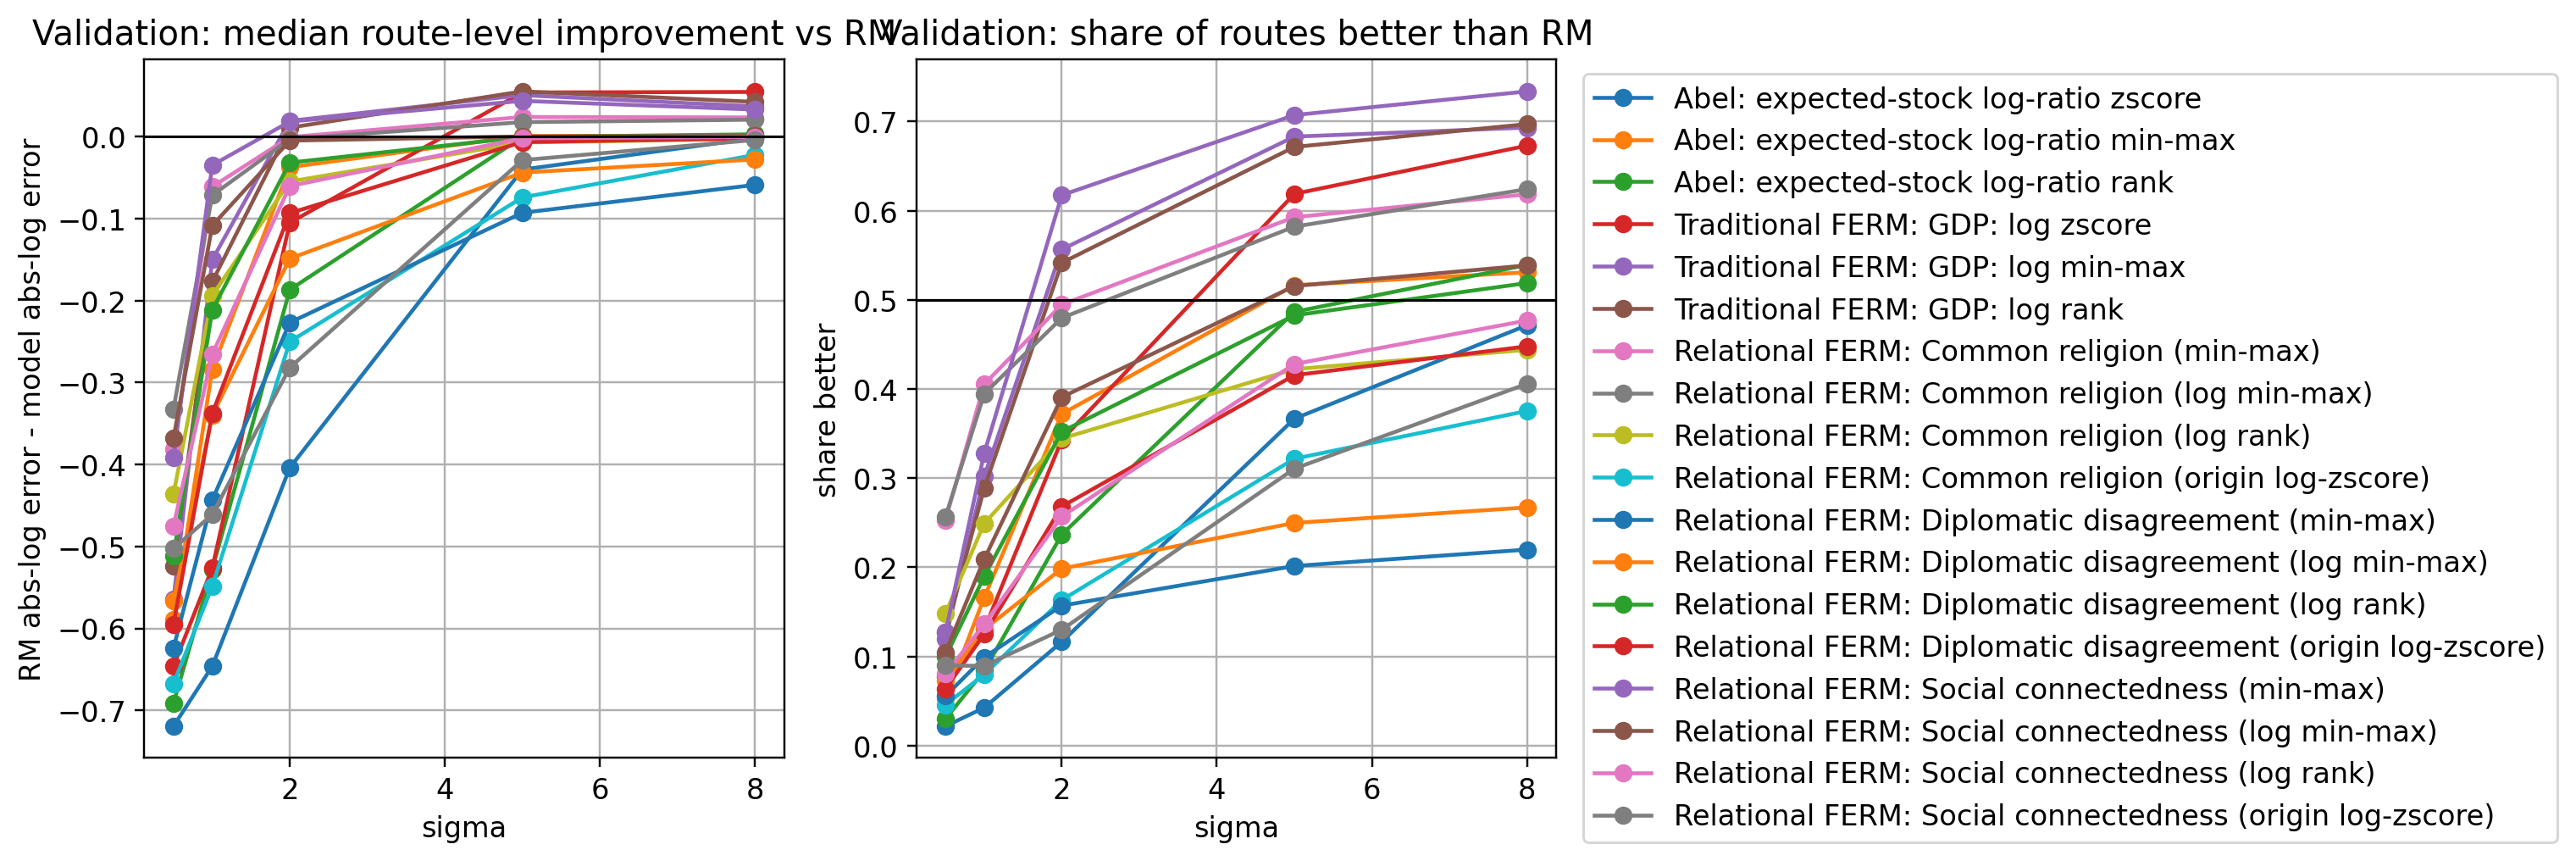 Validation: median route-level improvement vs RM
Validation: share of routes better than RM
RM abs-log error - model abs-log error
0.0
−0.1
−0.2
−0.3
−0.4
−0.5
−0.6
−0.7
2
4
6
8
sigma
share better
0.7
0.6
0.5
0.4
0.3
0.2
0.1
0.0
2
4
6
8
sigma
Abel: expected-stock log-ratio zscore
Abel: expected-stock log-ratio min-max
Abel: expected-stock log-ratio rank
Traditional FERM: GDP: log zscore
Traditional FERM: GDP: log min-max
Traditional FERM: GDP: log rank
Relational FERM: Common religion (min-max)
Relational FERM: Common religion (log min-max)
Relational FERM: Common religion (log rank)
Relational FERM: Common religion (origin log-zscore)
Relational FERM: Diplomatic disagreement (min-max)
Relational FERM: Diplomatic disagreement (log min-max)
Relational FERM: Diplomatic disagreement (log rank)
Relational FERM: Diplomatic disagreement (origin log-zscore)
Relational FERM: Social connectedness (min-max)
Relational FERM: Social connectedness (log min-max)
Relational FERM: Social connectedness (log rank)
Relational FERM: Social connectedness (origin log-zscore)